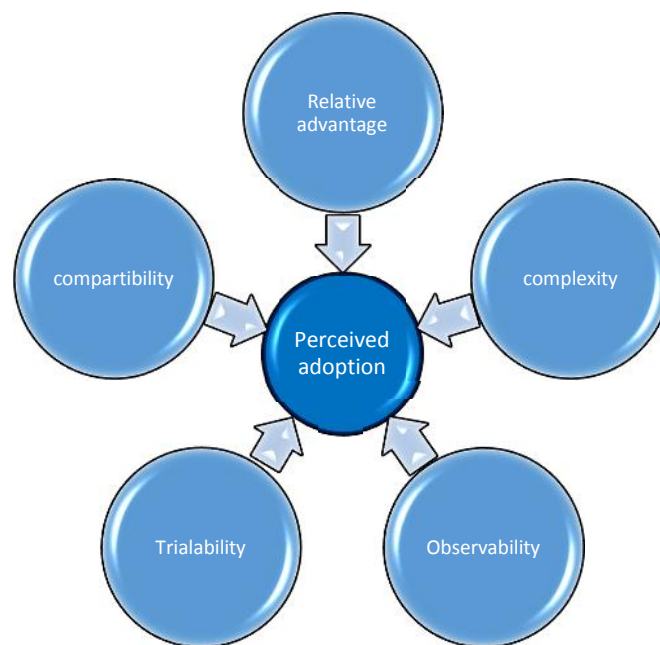 Relative
advantage
compartibility
complexity
Perceived
adoption
Trialability
Observability